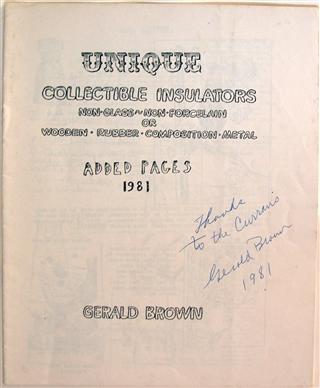 UNIQUE
COLLECTIBLE INSULATORS
NON-GLASS ~ NON-PORCELAIN
OR
WOODEN • RUBBER • COMPOSITION • METAL
ADDED PAGES
1981
Thanks
to the Currans
Gerald Brown
1981
GERALD BROWN